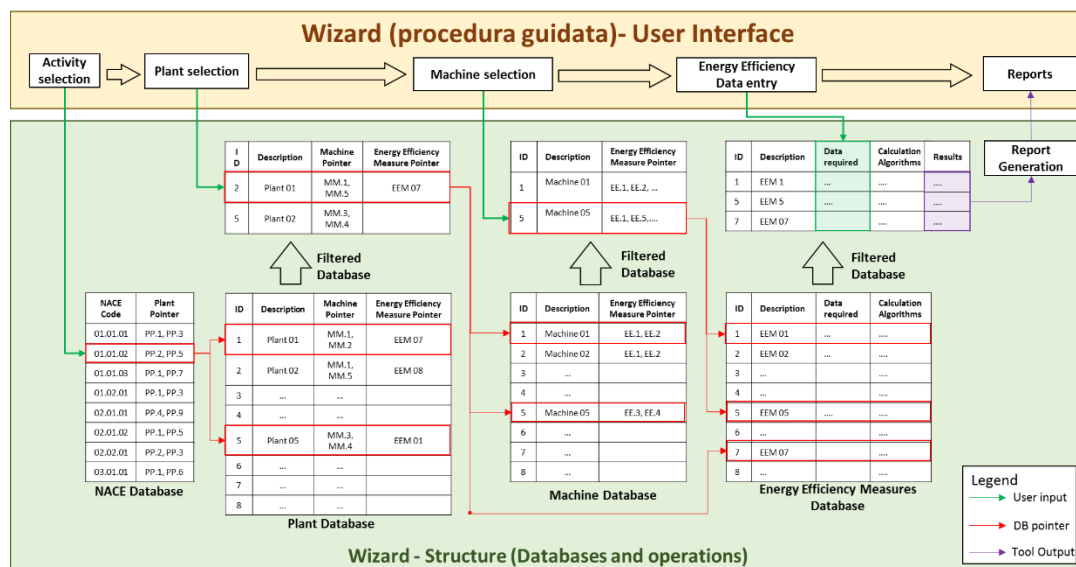 Wizard (procedura guidata)- User Interface
Activity
selection
Plant selection
Machine selection
Energy Efficiency
Data entry
Reports
I
D
Description
Machine
Pointer
Energy Efficiency
Measure Pointer
2
Plant 01
MM.1,
MM.5
EEM 07
5
Plant 02
MM.3,
MM.4
ID
Description
Energy Efficiency
Measure Pointer
1
Machine 01
EE.1, EE.2, ...
5
Machine 05
EE.1, EE.5,....
ID
Description
Data
required
Calculation
Algorithms
Results
1
EEM 1
...
....
....
5
EEM 5
....
....
....
7
EEM 07
....
....
Report
Generation
Filtered
Database
Filtered
Database
Filtered
Database
NACE
Code
Plant
Pointer
01.01.01
PP.1, PP.3
01.01.02
PP.2, PP.5
01.01.03
PP.1, PP.7
01.02.01
PP.1, PP.3
02.01.01
PP.4, PP.9
02.01.02
PP.1, PP.5
02.02.01
PP.2, PP.3
03.01.01
PP.1, PP.6
NACE Database
ID
Description
Machine
Pointer
Energy Efficiency
Measure Pointer
1
Plant 01
MM.1,
MM.2
EEM 07
2
Plant 02
MM.1,
MM.5
EEM 08
3
...
...
4
...
...
5
Plant 05
MM.3,
MM.4
EEM 01
6
...
...
7
...
...
8
...
...
Plant Database
ID
Description
Energy Efficiency
Measure Pointer
1
Machine 01
EE.1, EE.2
2
Machine 02
EE.1, EE.2
3
...
4
...
5
Machine 05
EE.3, EE.4
6
...
7
...
8
...
Machine Database
ID
Description
Data
required
Calculation
Algorithms
1
EEM 01
...
....
2
EEM 02
...
....
3
...
....
4
...
....
5
EEM 05
....
....
6
...
....
7
EEM 07
....
8
...
....
Energy Efficiency Measures
Database
Legend
User input
DB pointer
Tool Output
Wizard - Structure (Databases and operations)